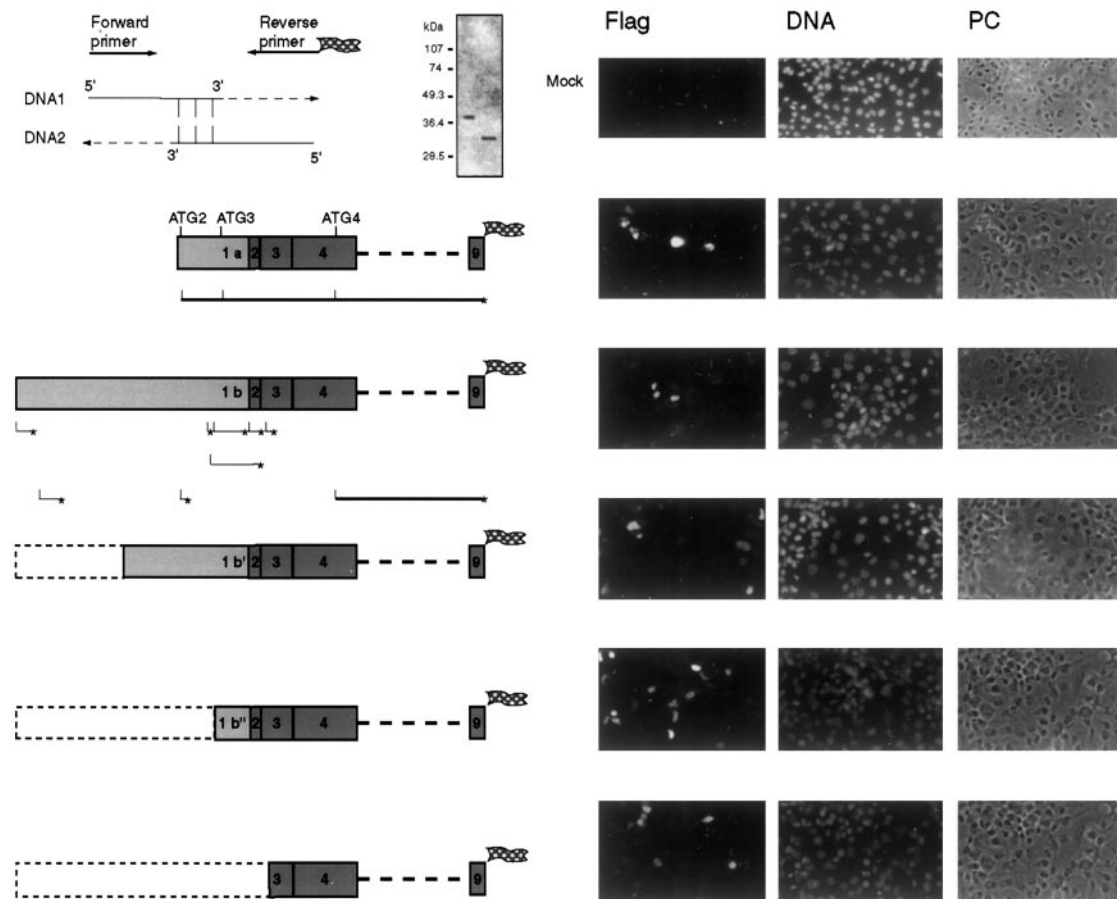 Forward primer
Reverse primer
5' 3'
DNA1
DNA2
3' 5'
kDa
107
74
49.3
36.4
28.5
Flag DNA PC
Mock
ATG2 ATG3 ATG4
1 a 2 3 4 9
*
1 b 2 3 4 9
* * * * *
*
* * *
1 b' 2 3 4 9
1 b" 2 3 4 9
3 4 9